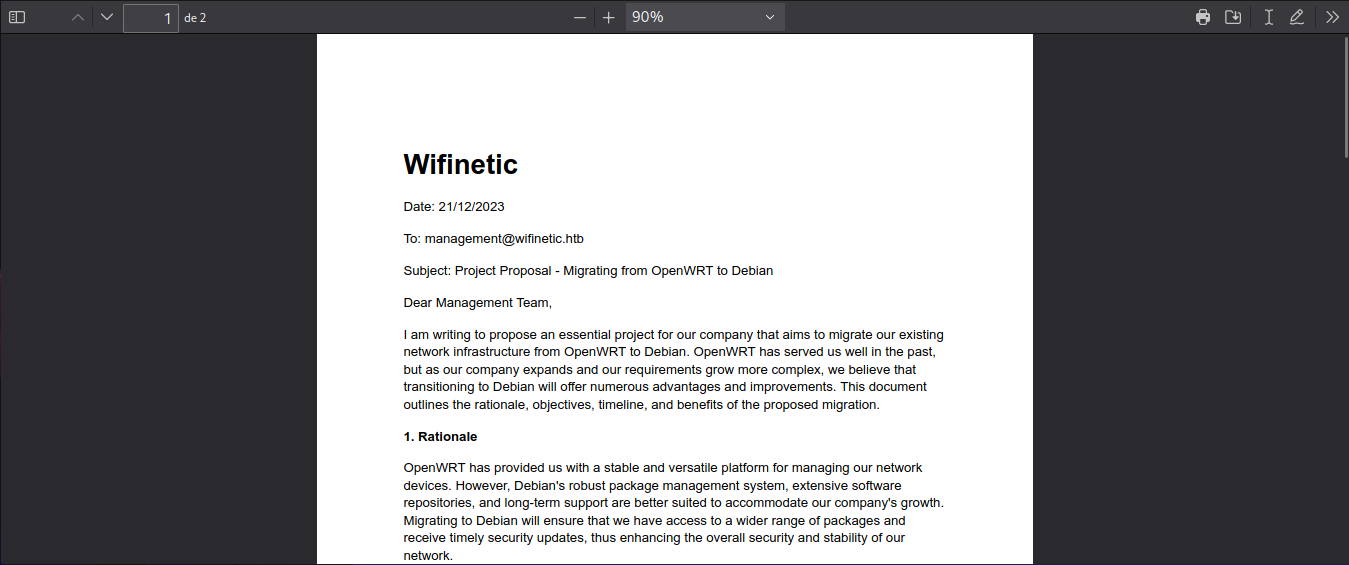 1 de 2 90%
Wifinetic
Date: 21/12/2023
To: management@wifinetic.htb
Subject: Project Proposal - Migrating from OpenWRT to Debian
Dear Management Team,
I am writing to propose an essential project for our company that aims to migrate our existing
network infrastructure from OpenWRT to Debian. OpenWRT has served us well in the past,
but as our company expands and our requirements grow more complex, we believe that
transitioning to Debian will offer numerous advantages and improvements. This document
outlines the rationale, objectives, timeline, and benefits of the proposed migration.
1. Rationale
OpenWRT has provided us with a stable and versatile platform for managing our network
devices. However, Debian's robust package management system, extensive software
repositories, and long-term support are better suited to accommodate our company's growth.
Migrating to Debian will ensure that we have access to a wider range of packages and
receive timely security updates, thus enhancing the overall security and stability of our
network.